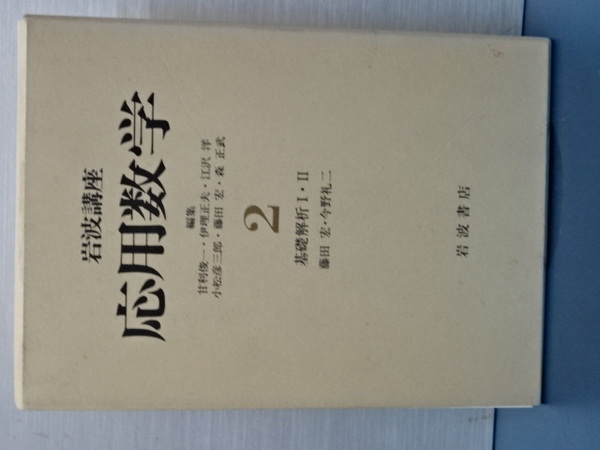 岩波講座
応用数学
編集
甘利俊一・伊理正夫・江沢 洋
小松彦三郎・藤田 宏・森 正武
2
基礎解析Ⅰ・Ⅱ
藤田 宏・今野礼二
岩波書店